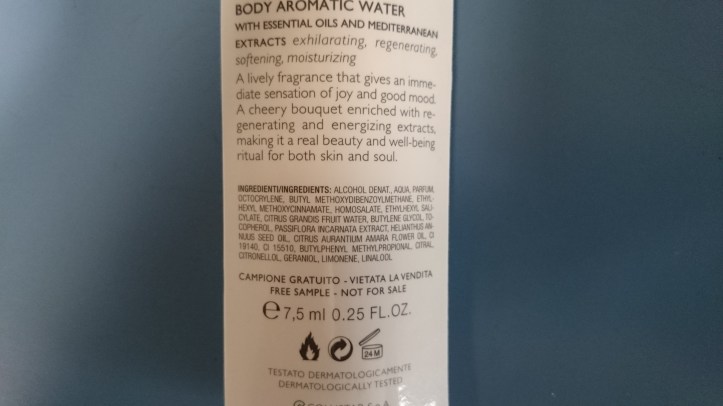 BODY AROMATIC WATER
WITH ESSENTIAL OILS AND MEDITERRANEAN
EXTRACTS exhilarating, regenerating,
softening, moisturizing
A lively fragrance that gives an imme-
diate sensation of joy and good mood.
A cheery bouquet enriched with re-
generating and energizing extracts,
making it a real beauty and well-being
ritual for both skin and soul.
INGREDIENTI/INGREDIENTS: ALCOHOL DENAT., AQUA, PARFUM,
OCTOCRYLENE, BUTYL METHOXYDIBENZOYLMETHANE, ETHYL-
HEXYL METHOXYCINNAMATE, HOMOSALATE, ETHYLHEXYL SALI-
CYLATE, CITRUS GRANDIS FRUIT WATER, BUTYLENE GLYCOL, TO-
COPHEROL, PASSIFLORA INCARNATA EXTRACT, HELIANTHUS AN-
NUUS SEED OIL, CITRUS AURANTIUM AMARA FLOWER OIL, CI
19140, CI 15510, BUTYLPHENYL METHYLPROPIONAL, CITRAL,
CITRONELLOL, GERANIOL, LIMONENE, LINALOOL
CAMPIONE GRATUITO - VIETATA LA VENDITA
FREE SAMPLE - NOT FOR SALE
e 7,5 ml 0.25 FL.OZ.
24 M
TESTATO DERMATOLOGICAMENTE
DERMATOLOGICALLY TESTED